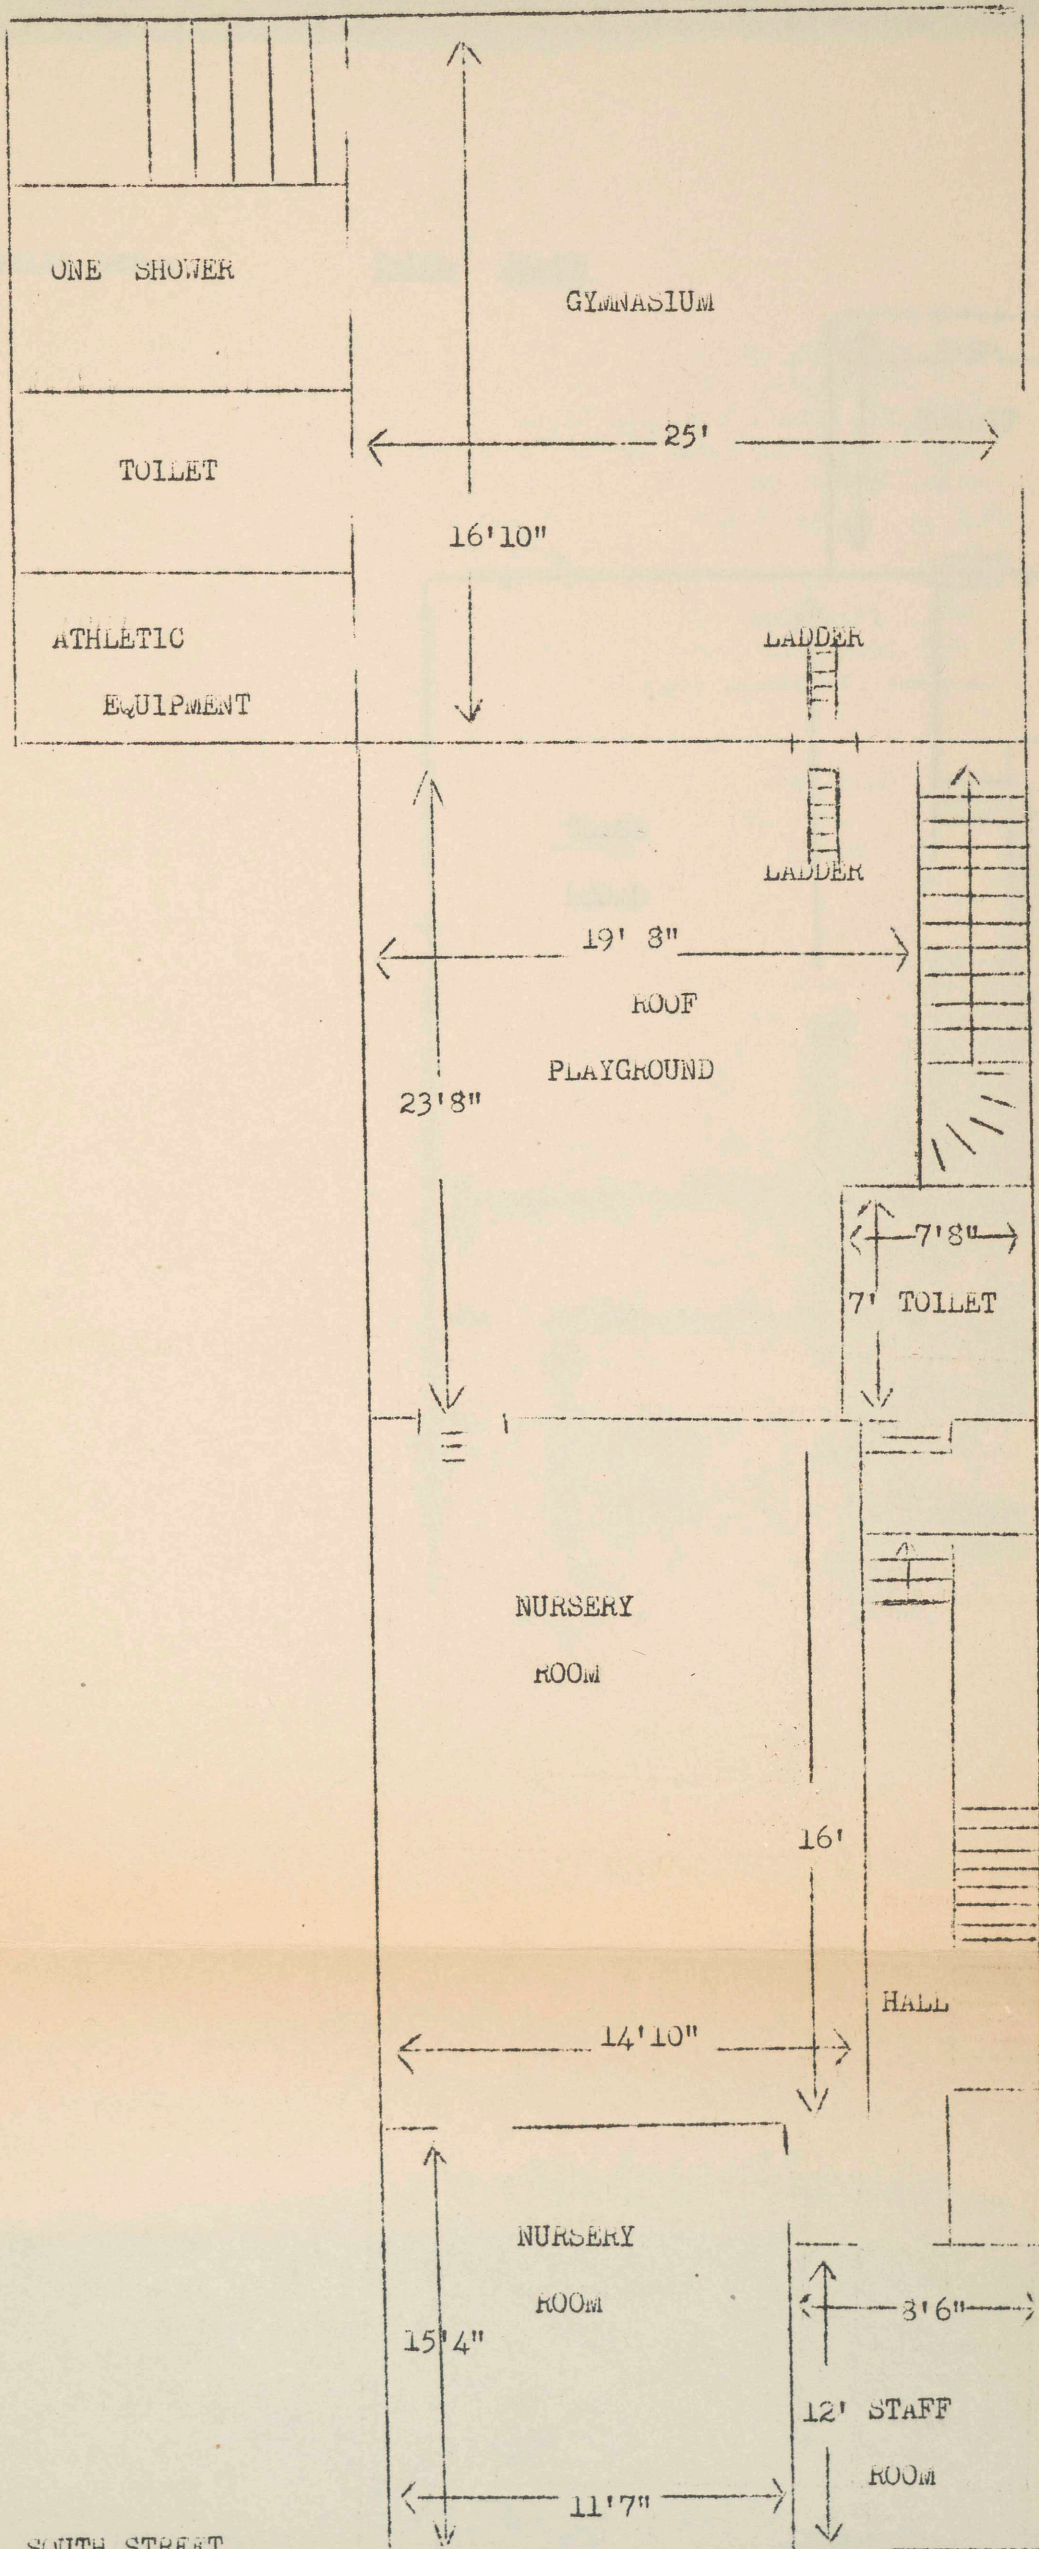 ONE SHOWER
GYMNASIUM
25'
TOILET
16'10"
ATHLETIC
EQUIPMENT
LADDER
LADDER
19' 8"
ROOF
PLAYGROUND
23'8"
7'8"
7' TOILET
NURSERY
ROOM
16'
HALL
14'10"
NURSERY
ROOM
8'6"
15'4"
12' STAFF
ROOM
11'7"
SOUTH STREET